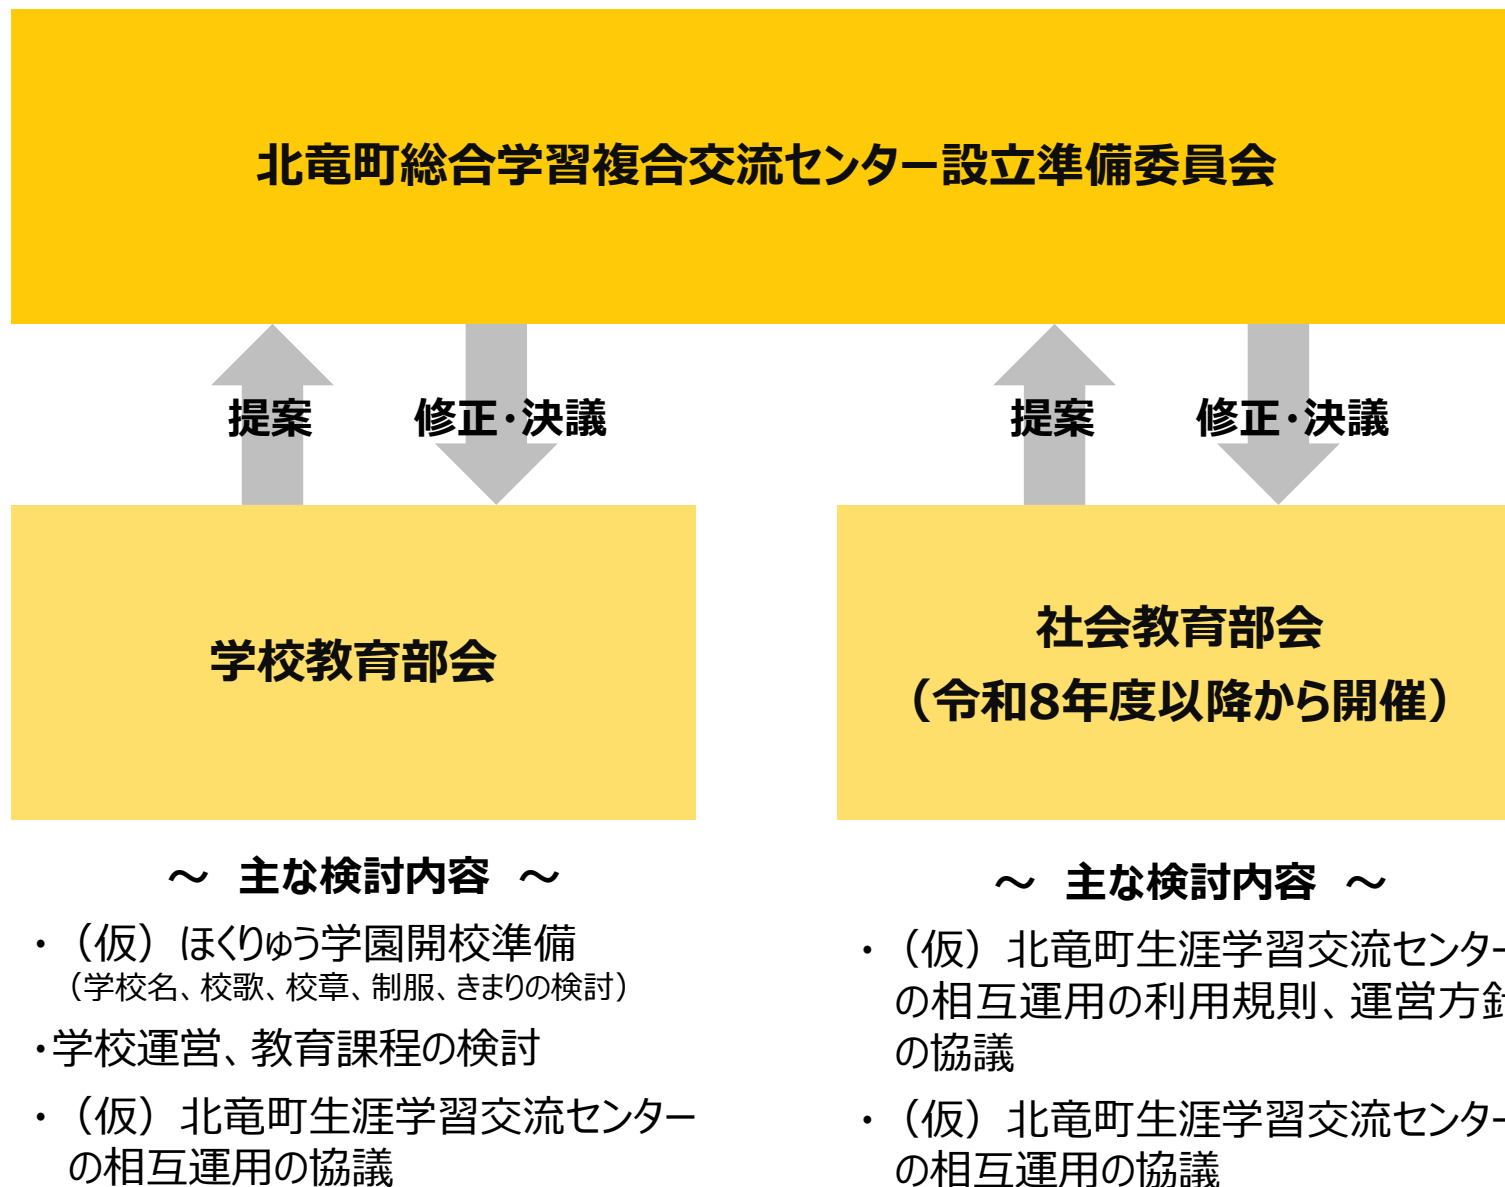 北竜町総合学習複合交流センター設立準備委員会
提案 修正・決議 提案 修正・決議
学校教育部会
社会教育部会
（令和8年度以降から開催）
～ 主な検討内容 ～
・（仮）ほくりゅう学園開校準備
（学校名、校歌、校章、制服、きまりの検討）
・学校運営、教育課程の検討
・（仮）北竜町生涯学習交流センター
の相互運用の協議
～ 主な検討内容 ～
・（仮）北竜町生涯学習交流センター
の相互運用の利用規則、運営方針
の協議
・（仮）北竜町生涯学習交流センター
の相互運用の協議